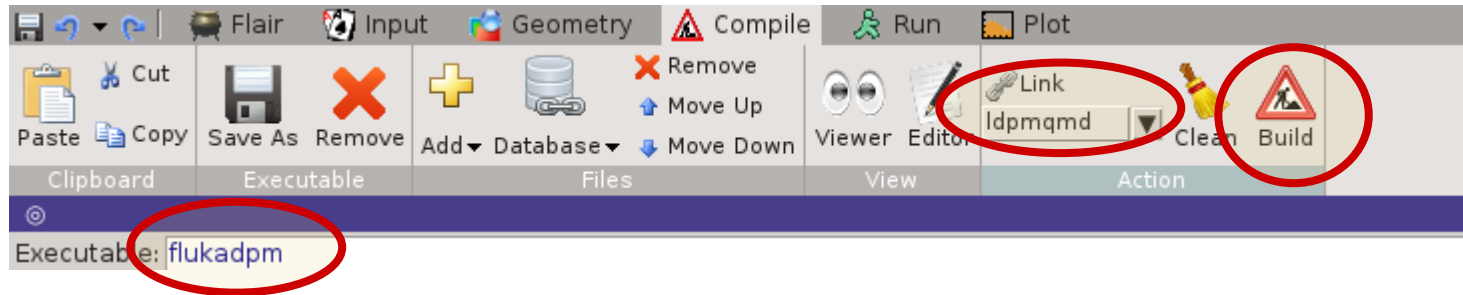 Flair Input Geometry Compile Run Plot
Paste Cut Copy Save As Remove Add Database Remove Move Up Move Down Viewer Editor Link ldpmqmd Clean Build
Clipboard Executable Files View Action
Executable: flukadpm